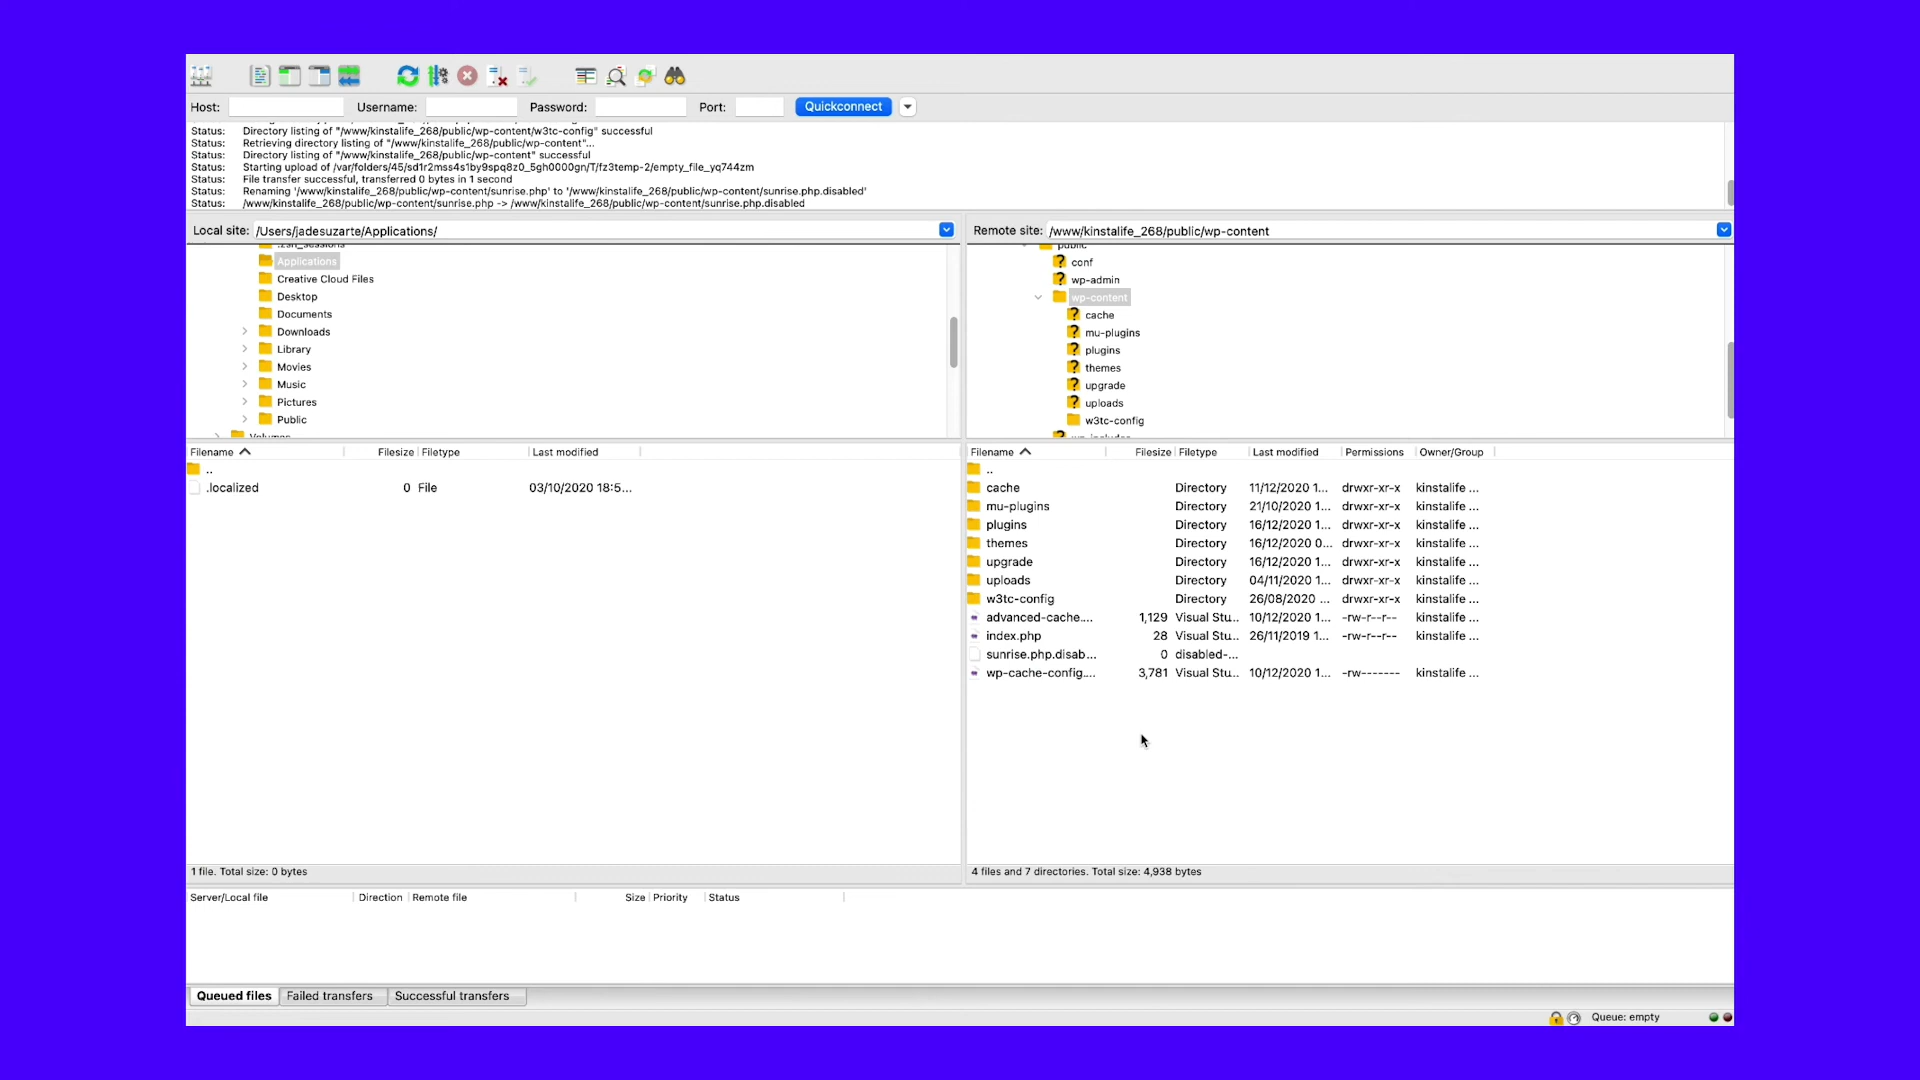 Host: Username: Password: Port: Quickconnect
Status: Directory listing of "/www/kinstalife_268/public/wp-content/w3tc-config" successful
Status: Retrieving directory listing of "/www/kinstalife_268/public/wp-content"...
Status: Directory listing of "/www/kinstalife_268/public/wp-content" successful
Status: Starting upload of /var/folders/45/sd1r2mss4s1by9spq8z0_5gh0000gn/T/fz3temp-2/empty_file_yq744zm
Status: File transfer successful, transferred 0 bytes in 1 second
Status: Renaming '/www/kinstalife_268/public/wp-content/sunrise.php' to '/www/kinstalife_268/public/wp-content/sunrise.php.disabled'
Status: /www/kinstalife_268/public/wp-content/sunrise.php -> /www/kinstalife_268/public/wp-content/sunrise.php.disabled
Local site: /Users/jadesuzarte/Applications/
.zsh_sessions
Applications
Creative Cloud Files
Desktop
Documents
Downloads
Library
Movies
Music
Pictures
Public
Volumes
Filename Filesize Filetype Last modified
..
.localized 0 File 03/10/2020 18:5...
1 file. Total size: 0 bytes
Remote site: /www/kinstalife_268/public/wp-content
public
conf
wp-admin
wp-content
cache
mu-plugins
plugins
themes
upgrade
uploads
w3tc-config
wp-includes
Filename Filesize Filetype Last modified Permissions Owner/Group
..
cache Directory 11/12/2020 1... drwxr-xr-x kinstalife ...
mu-plugins Directory 21/10/2020 1... drwxr-xr-x kinstalife ...
plugins Directory 16/12/2020 1... drwxr-xr-x kinstalife ...
themes Directory 16/12/2020 0... drwxr-xr-x kinstalife ...
upgrade Directory 16/12/2020 1... drwxr-xr-x kinstalife ...
uploads Directory 04/11/2020 1... drwxr-xr-x kinstalife ...
w3tc-config Directory 26/08/2020 ... drwxr-xr-x kinstalife ...
advanced-cache.... 1,129 Visual Stu... 10/12/2020 1... -rw-r--r-- kinstalife ...
index.php 28 Visual Stu... 26/11/2019 1... -rw-r--r-- kinstalife ...
sunrise.php.disab... 0 disabled-...
wp-cache-config.... 3,781 Visual Stu... 10/12/2020 1... -rw------- kinstalife ...
4 files and 7 directories. Total size: 4,938 bytes
Server/Local file Direction Remote file Size Priority Status
Queued files Failed transfers Successful transfers
Queue: empty